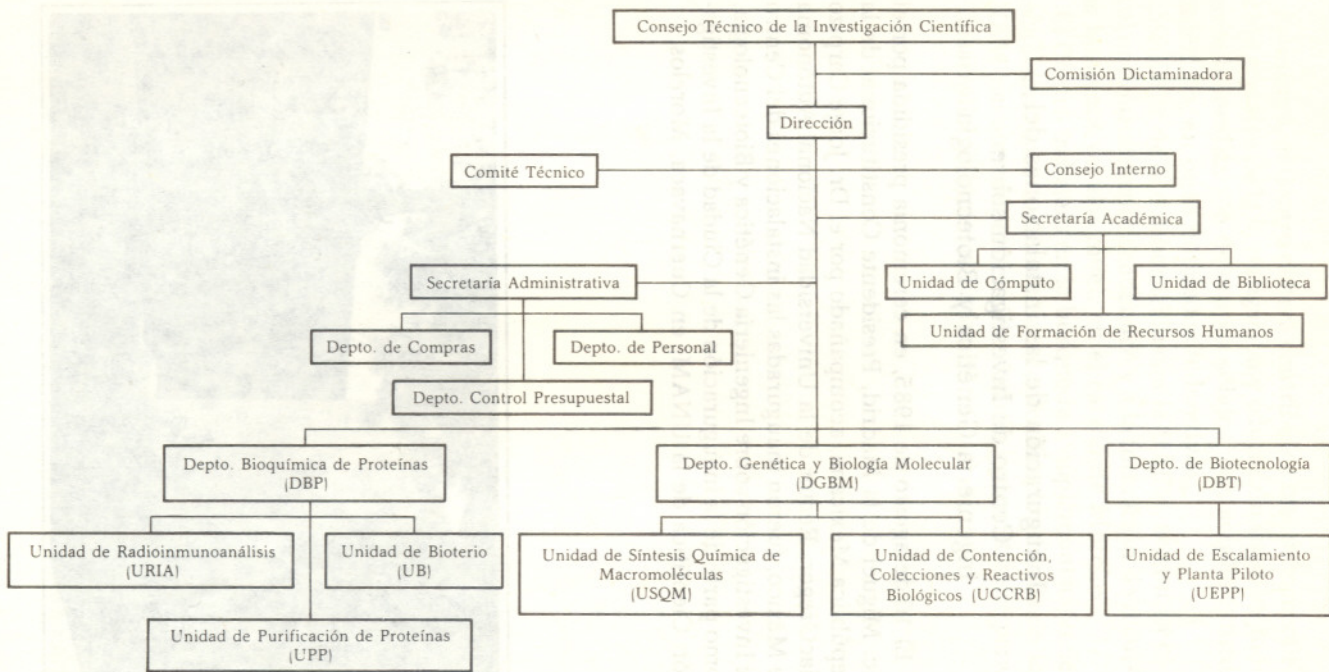 Consejo Técnico de la Investigación Científica
Comisión Dictaminadora
Dirección
Comité Técnico
Consejo Interno
Secretaría Académica
Secretaría Administrativa
Unidad de Cómputo
Unidad de Biblioteca
Unidad de Formación de Recursos Humanos
Depto. de Compras
Depto. de Personal
Depto. Control Presupuestal
Depto. Bioquímica de Proteínas
(DBP)
Depto. Genética y Biología Molecular
(DGBM)
Depto. de Biotecnología
(DBT)
Unidad de Radioinmunoanálisis
(URIA)
Unidad de Bioterio
(UB)
Unidad de Purificación de Proteínas
(UPP)
Unidad de Síntesis Química de
Macromoléculas
(USQM)
Unidad de Contención,
Colecciones y Reactivos
Biológicos (UCCRB)
Unidad de Escalamiento
y Planta Piloto
(UEPP)